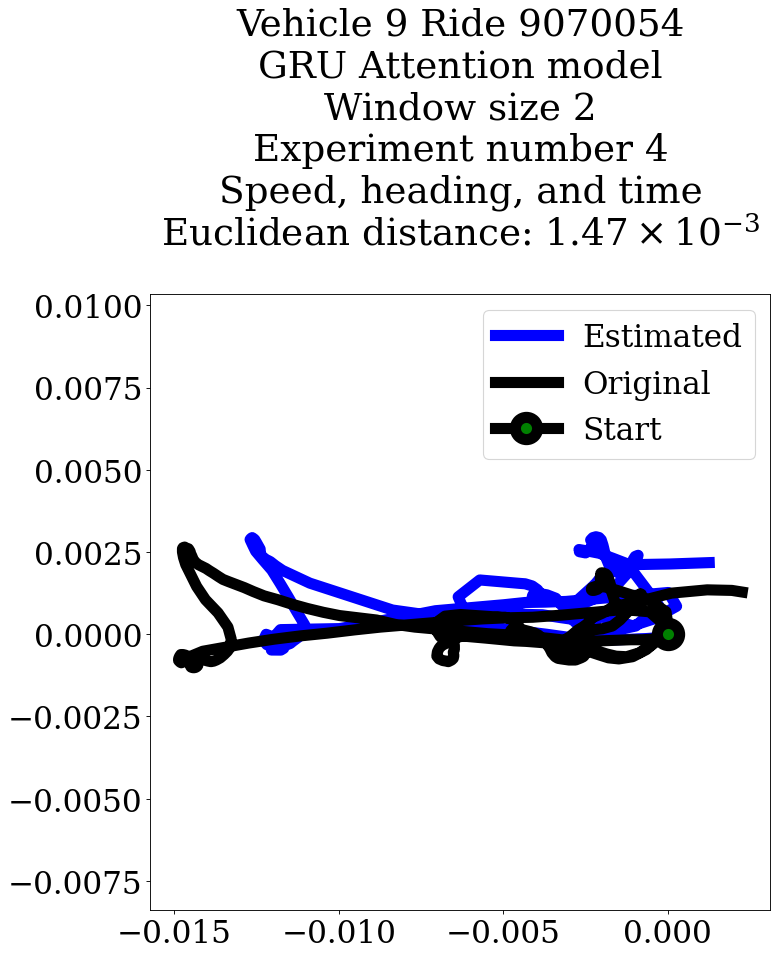 Vehicle 9 Ride 9070054
GRU Attention model
Window size 2
Experiment number 4
Speed, heading, and time
Euclidean distance: 1.47 × 10⁻³
0.0100
0.0075
0.0050
0.0025
0.0000
−0.0025
−0.0050
−0.0075
Estimated
Original
Start
−0.015
−0.010
−0.005
0.000